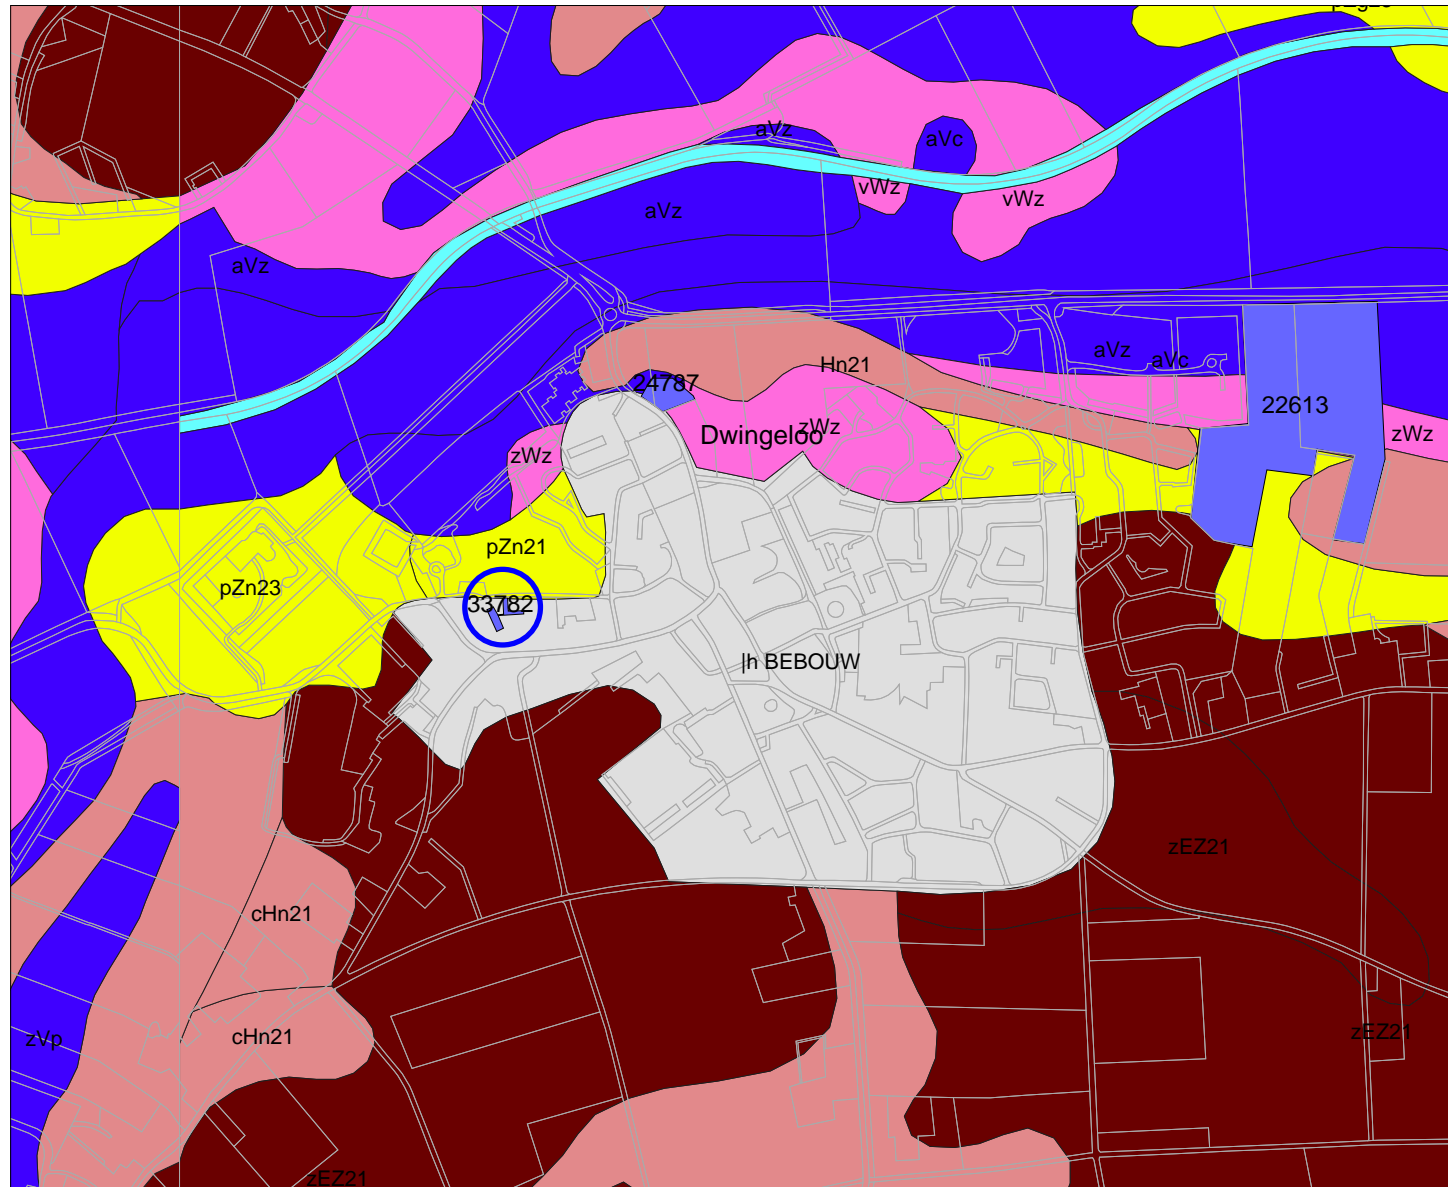 aVz
aVc
vWz
vWz
aVz
aVz
aVz
aVc
Hn21
24787
22613
Dwingeloo
zWz
zWz
zWz
pZn21
pZn23
33782
|h BEBOUW
zEZ21
cHn21
cHn21
zVp
zEZ21
zEZ21